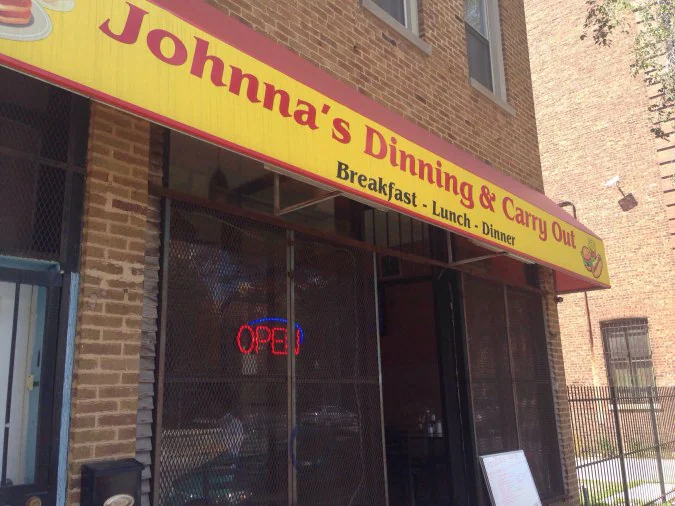 Johnna's Dinning & Carry Out
Breakfast - Lunch - Dinner
OPEN